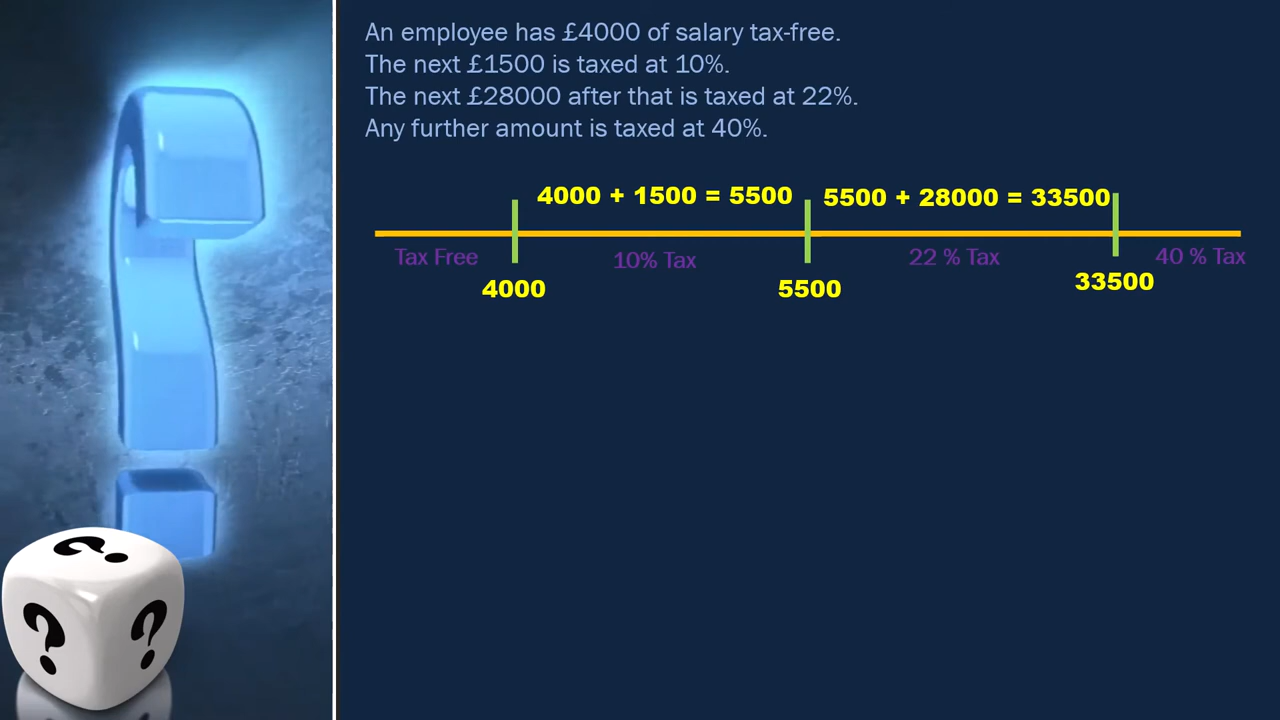 An employee has £4000 of salary tax-free.
The next £1500 is taxed at 10%.
The next £28000 after that is taxed at 22%.
Any further amount is taxed at 40%.
4000 + 1500 = 5500 5500 + 28000 = 33500
Tax Free 10% Tax 22 % Tax 40 % Tax
4000 5500 33500
? ? ?
?